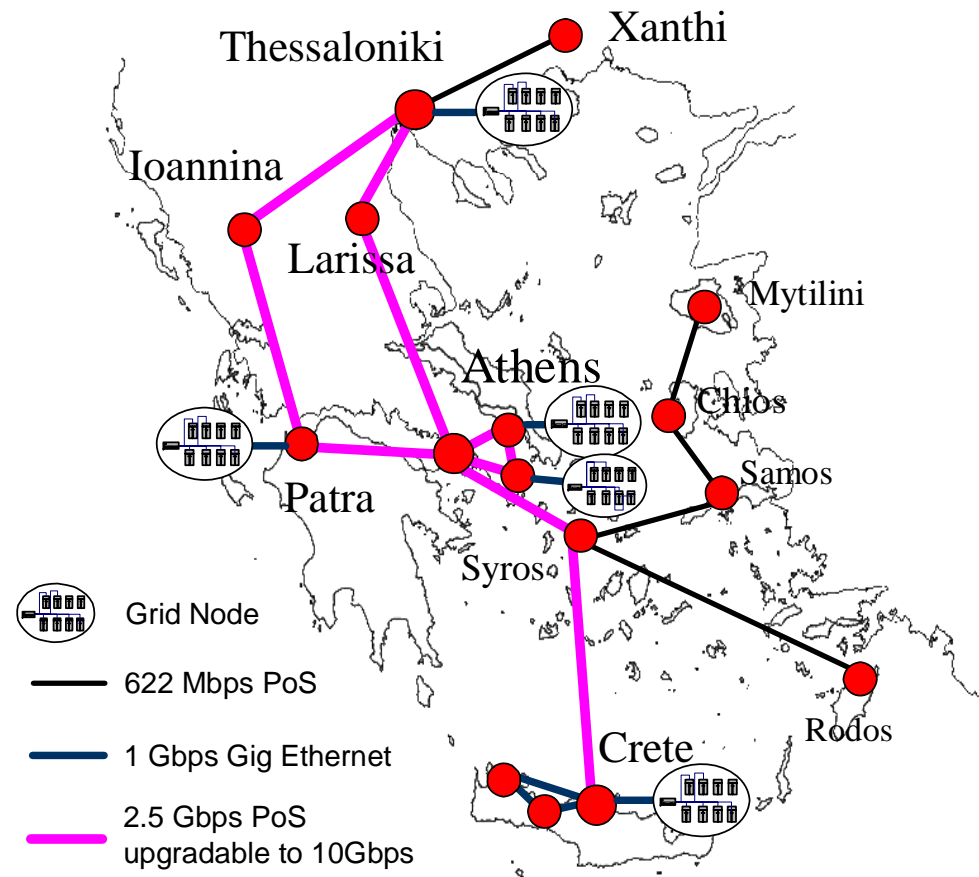 Xanthi
Thessaloniki
Ioannina
Larissa
Mytilini
Athens
Chios
Samos
Patra
Syros
Grid Node
622 Mbps PoS
Rodos
Crete
1 Gbps Gig Ethernet
2.5 Gbps PoS
upgradable to 10Gbps